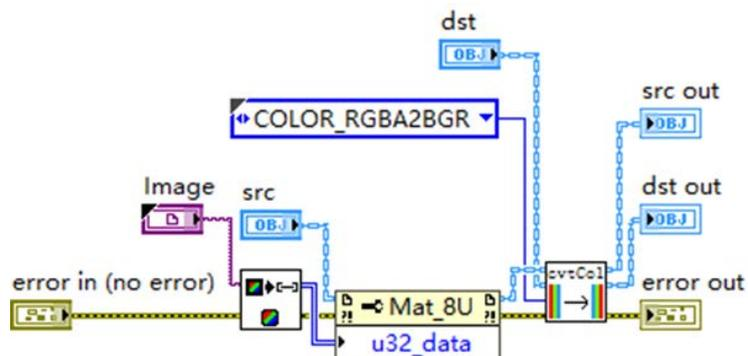 dst
OBJ
src out
COLOR_RGBA2BGR
OBJ
Image
src
dst out
OBJ
OBJ
cvtCol
error in (no error)
error out
Mat_8U
u32_data